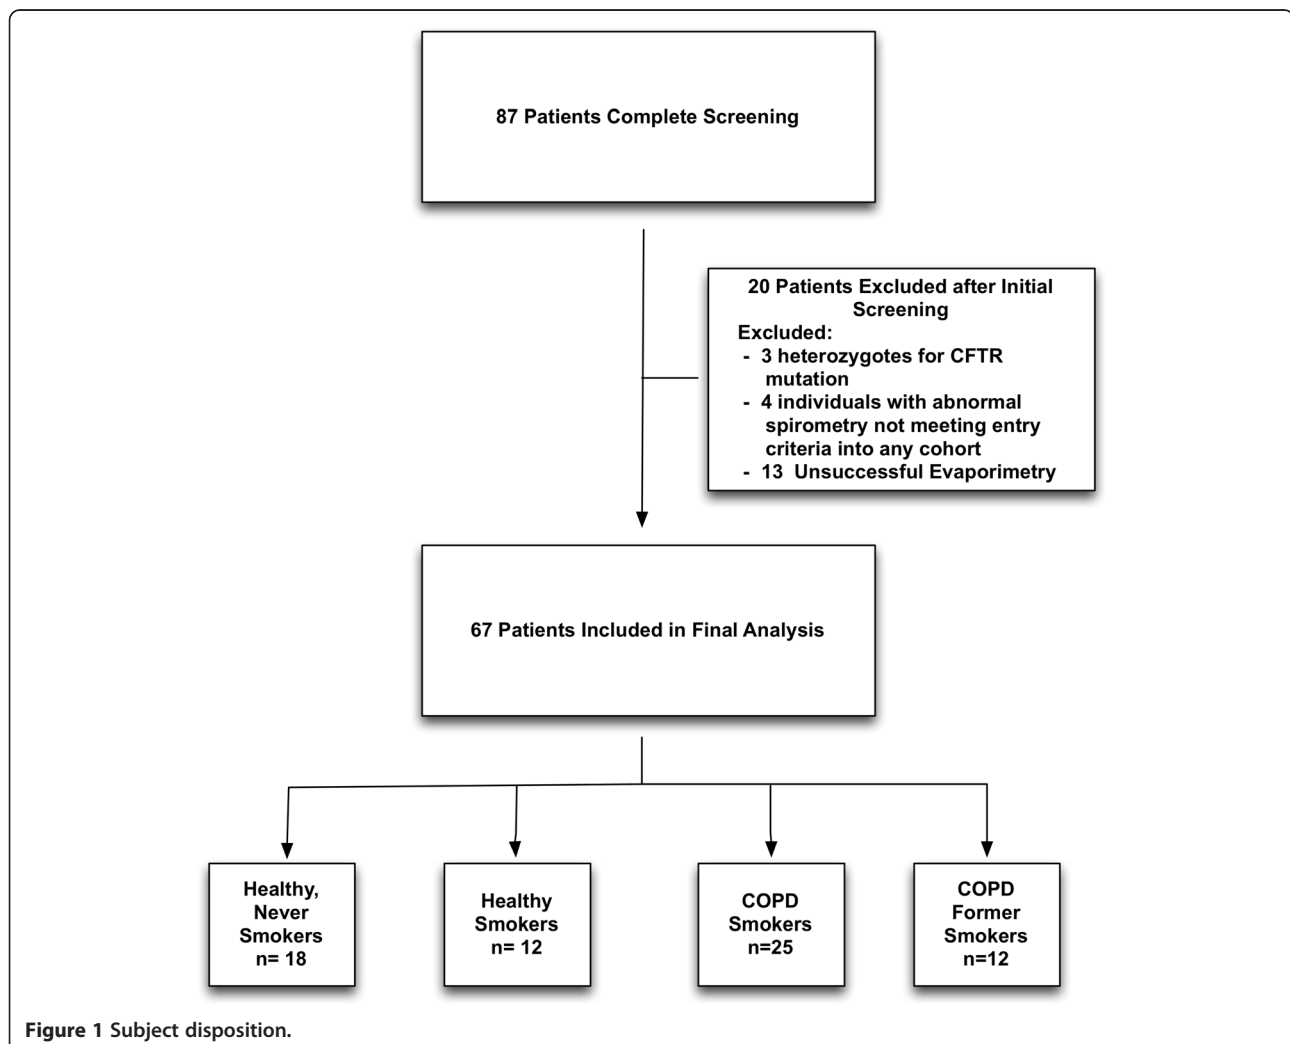 87 Patients Complete Screening
20 Patients Excluded after Initial
Screening
Excluded:
- 3 heterozygotes for CFTR
mutation
- 4 individuals with abnormal
spirometry not meeting entry
criteria into any cohort
- 13 Unsuccessful Evaporimetry
67 Patients Included in Final Analysis
Healthy,
Never
Smokers
n= 18
Healthy
Smokers
n= 12
COPD
Smokers
n=25
COPD
Former
Smokers
n=12
Figure 1 Subject disposition.